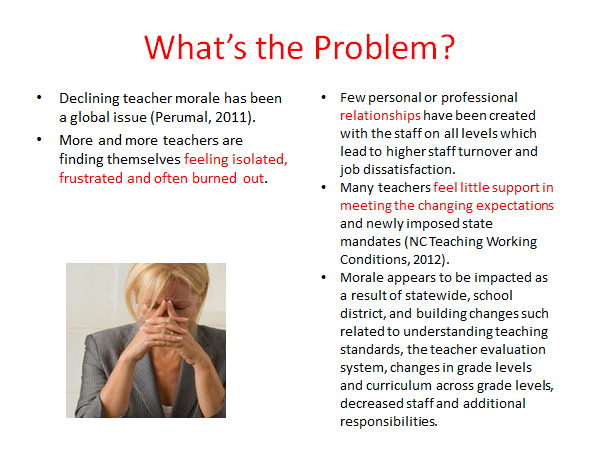 What's the Problem?
• Declining teacher morale has been
a global issue (Perumal, 2011).
• More and more teachers are
finding themselves feeling isolated,
frustrated and often burned out.
• Few personal or professional
relationships have been created
with the staff on all levels which
lead to higher staff turnover and
job dissatisfaction.
• Many teachers feel little support in
meeting the changing expectations
and newly imposed state
mandates (NC Teaching Working
Conditions, 2012).
• Morale appears to be impacted as
a result of statewide, school
district, and building changes such
related to understanding teaching
standards, the teacher evaluation
system, changes in grade levels
and curriculum across grade levels,
decreased staff and additional
responsibilities.